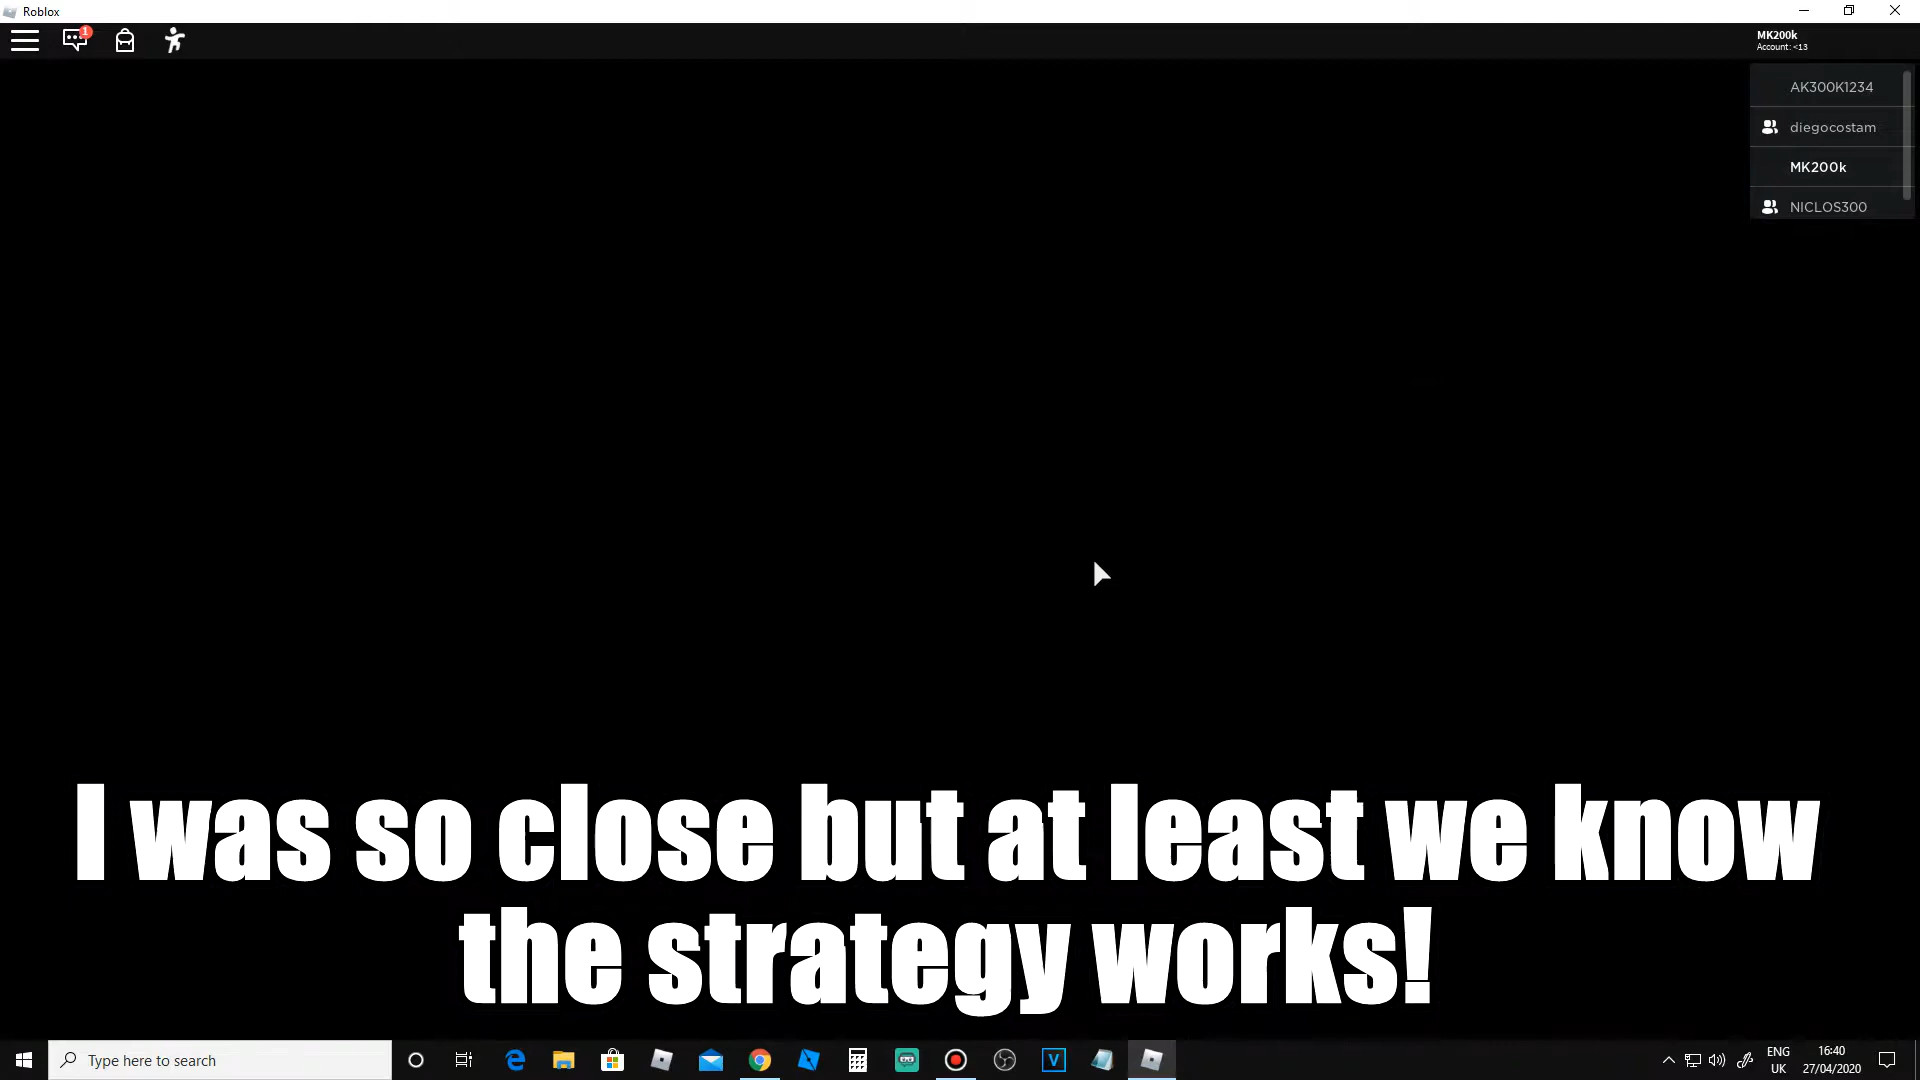 Roblox
1
MK200k
Account: <13
AK300K1234
diegocostam
MK200k
NICLOS300
I was so close but at least we know
the strategy works!
Type here to search
V
ENG
UK
16:40
27/04/2020